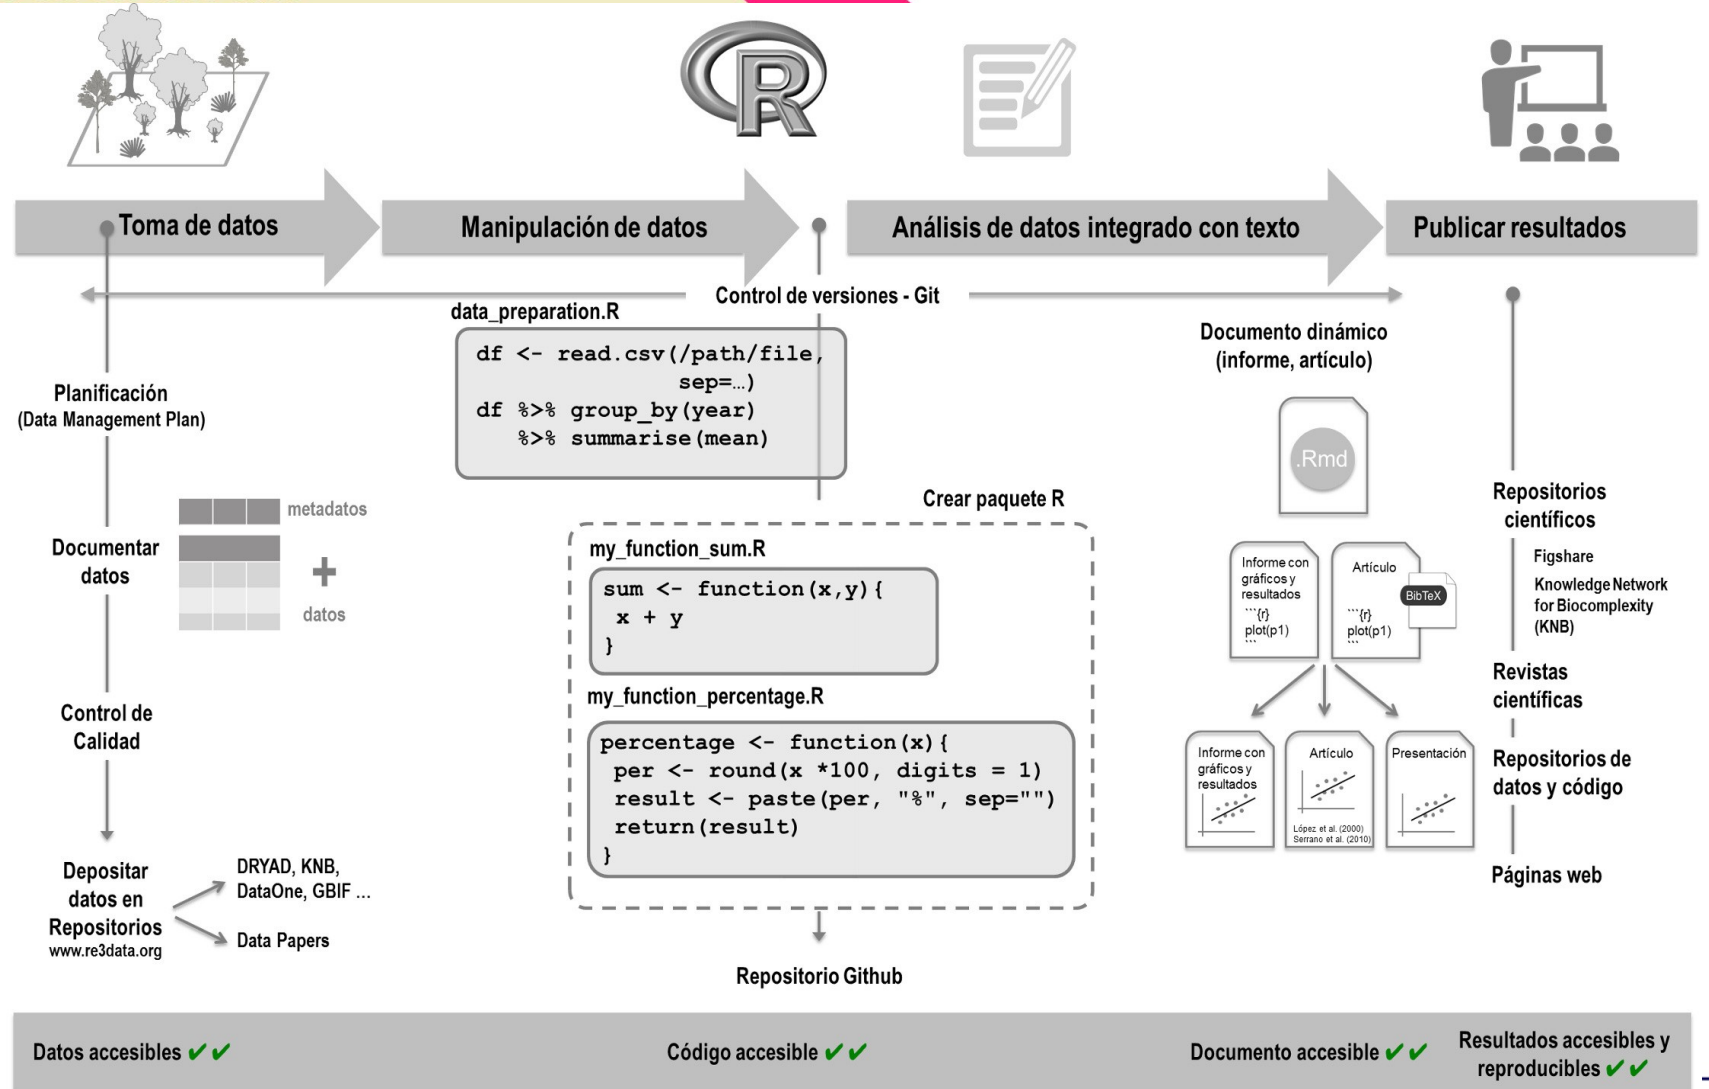 R
Toma de datos
Manipulación de datos
Análisis de datos integrado con texto
Publicar resultados
Control de versiones - Git
Planificación
(Data Management Plan)
metadatos
Documentar
datos
+
datos
Control de
Calidad
Depositar
datos en
Repositorios
www.re3data.org
DRYAD, KNB,
DataOne, GBIF ...
Data Papers
data_preparation.R
df <- read.csv(/path/file,
sep=…)
df %>% group_by(year)
%>% summarise(mean)
Crear paquete R
my_function_sum.R
sum <- function(x,y){
x + y
}
my_function_percentage.R
percentage <- function(x){
per <- round(x *100, digits = 1)
result <- paste(per, "%", sep="")
return(result)
}
Repositorio Github
Documento dinámico
(informe, artículo)
.Rmd
Informe con
gráficos y
resultados
```{r}
plot(p1)
```
Artículo
BibTeX
```{r}
plot(p1)
```
Informe con
gráficos y
resultados
Artículo
López et al. (2000)
Serrano et al. (2010)
Presentación
Repositorios
científicos
Figshare
Knowledge Network
for Biocomplexity
(KNB)
Revistas
científicas
Repositorios de
datos y código
Páginas web
Datos accesibles ✔✔
Código accesible ✔✔
Documento accesible ✔✔
Resultados accesibles y
reproducibles ✔✔